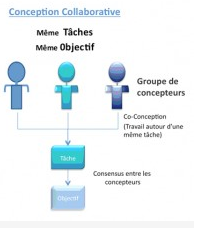 Conception Collaborative
Même Tâches
Même Objectif
Groupe de
concepteurs
Co-Conception
(Travail autour d'une
même tâche)
Tâche
Consensus entre les
concepteurs
Objectif